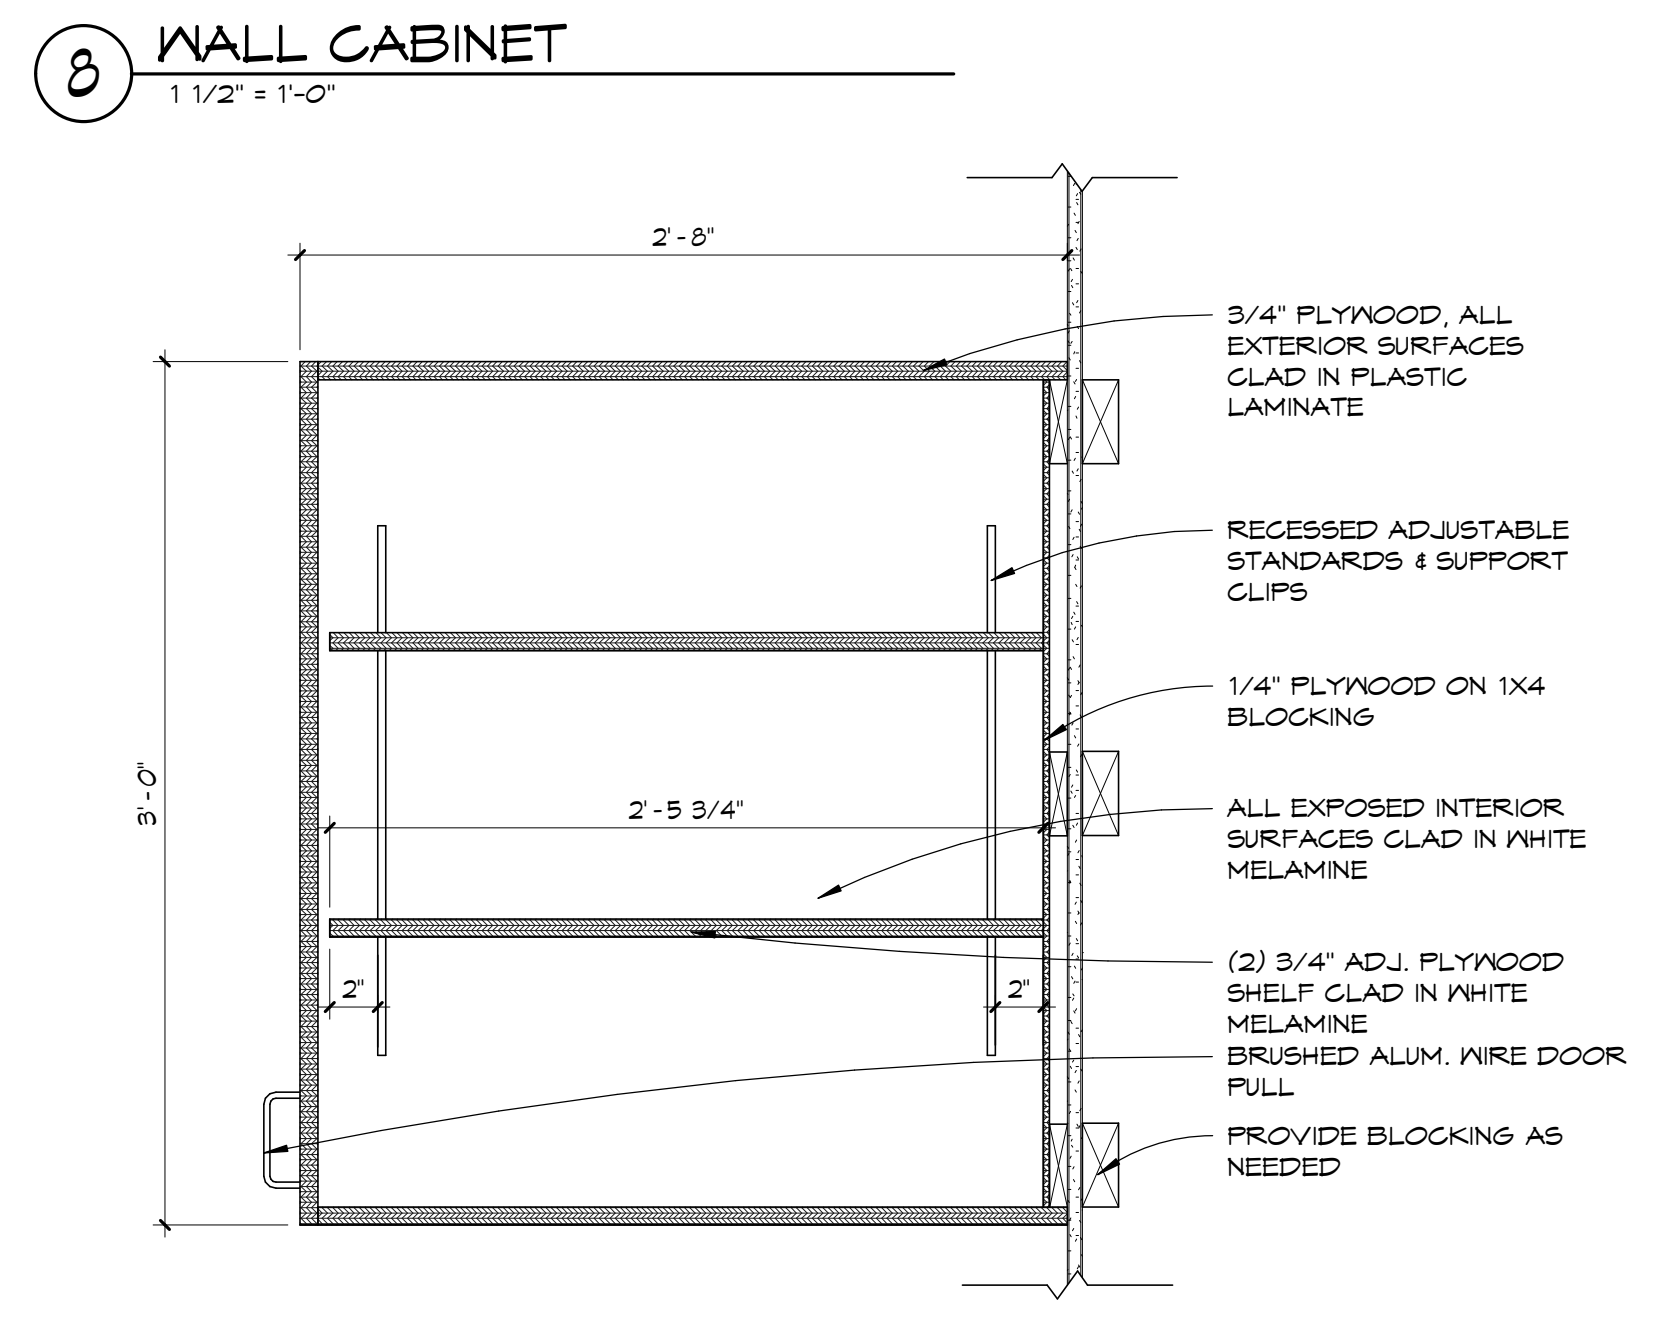 8
WALL CABINET
1 1/2" = 1'-0"
2'-8"
3/4" PLYWOOD, ALL
EXTERIOR SURFACES
CLAD IN PLASTIC
LAMINATE
RECESSED ADJUSTABLE
STANDARDS & SUPPORT
CLIPS
1/4" PLYWOOD ON 1X4
BLOCKING
3'-0"
2'-5 3/4"
ALL EXPOSED INTERIOR
SURFACES CLAD IN WHITE
MELAMINE
(2) 3/4" ADJ. PLYWOOD
SHELF CLAD IN WHITE
MELAMINE
2"
2"
BRUSHED ALUM. WIRE DOOR
PULL
PROVIDE BLOCKING AS
NEEDED